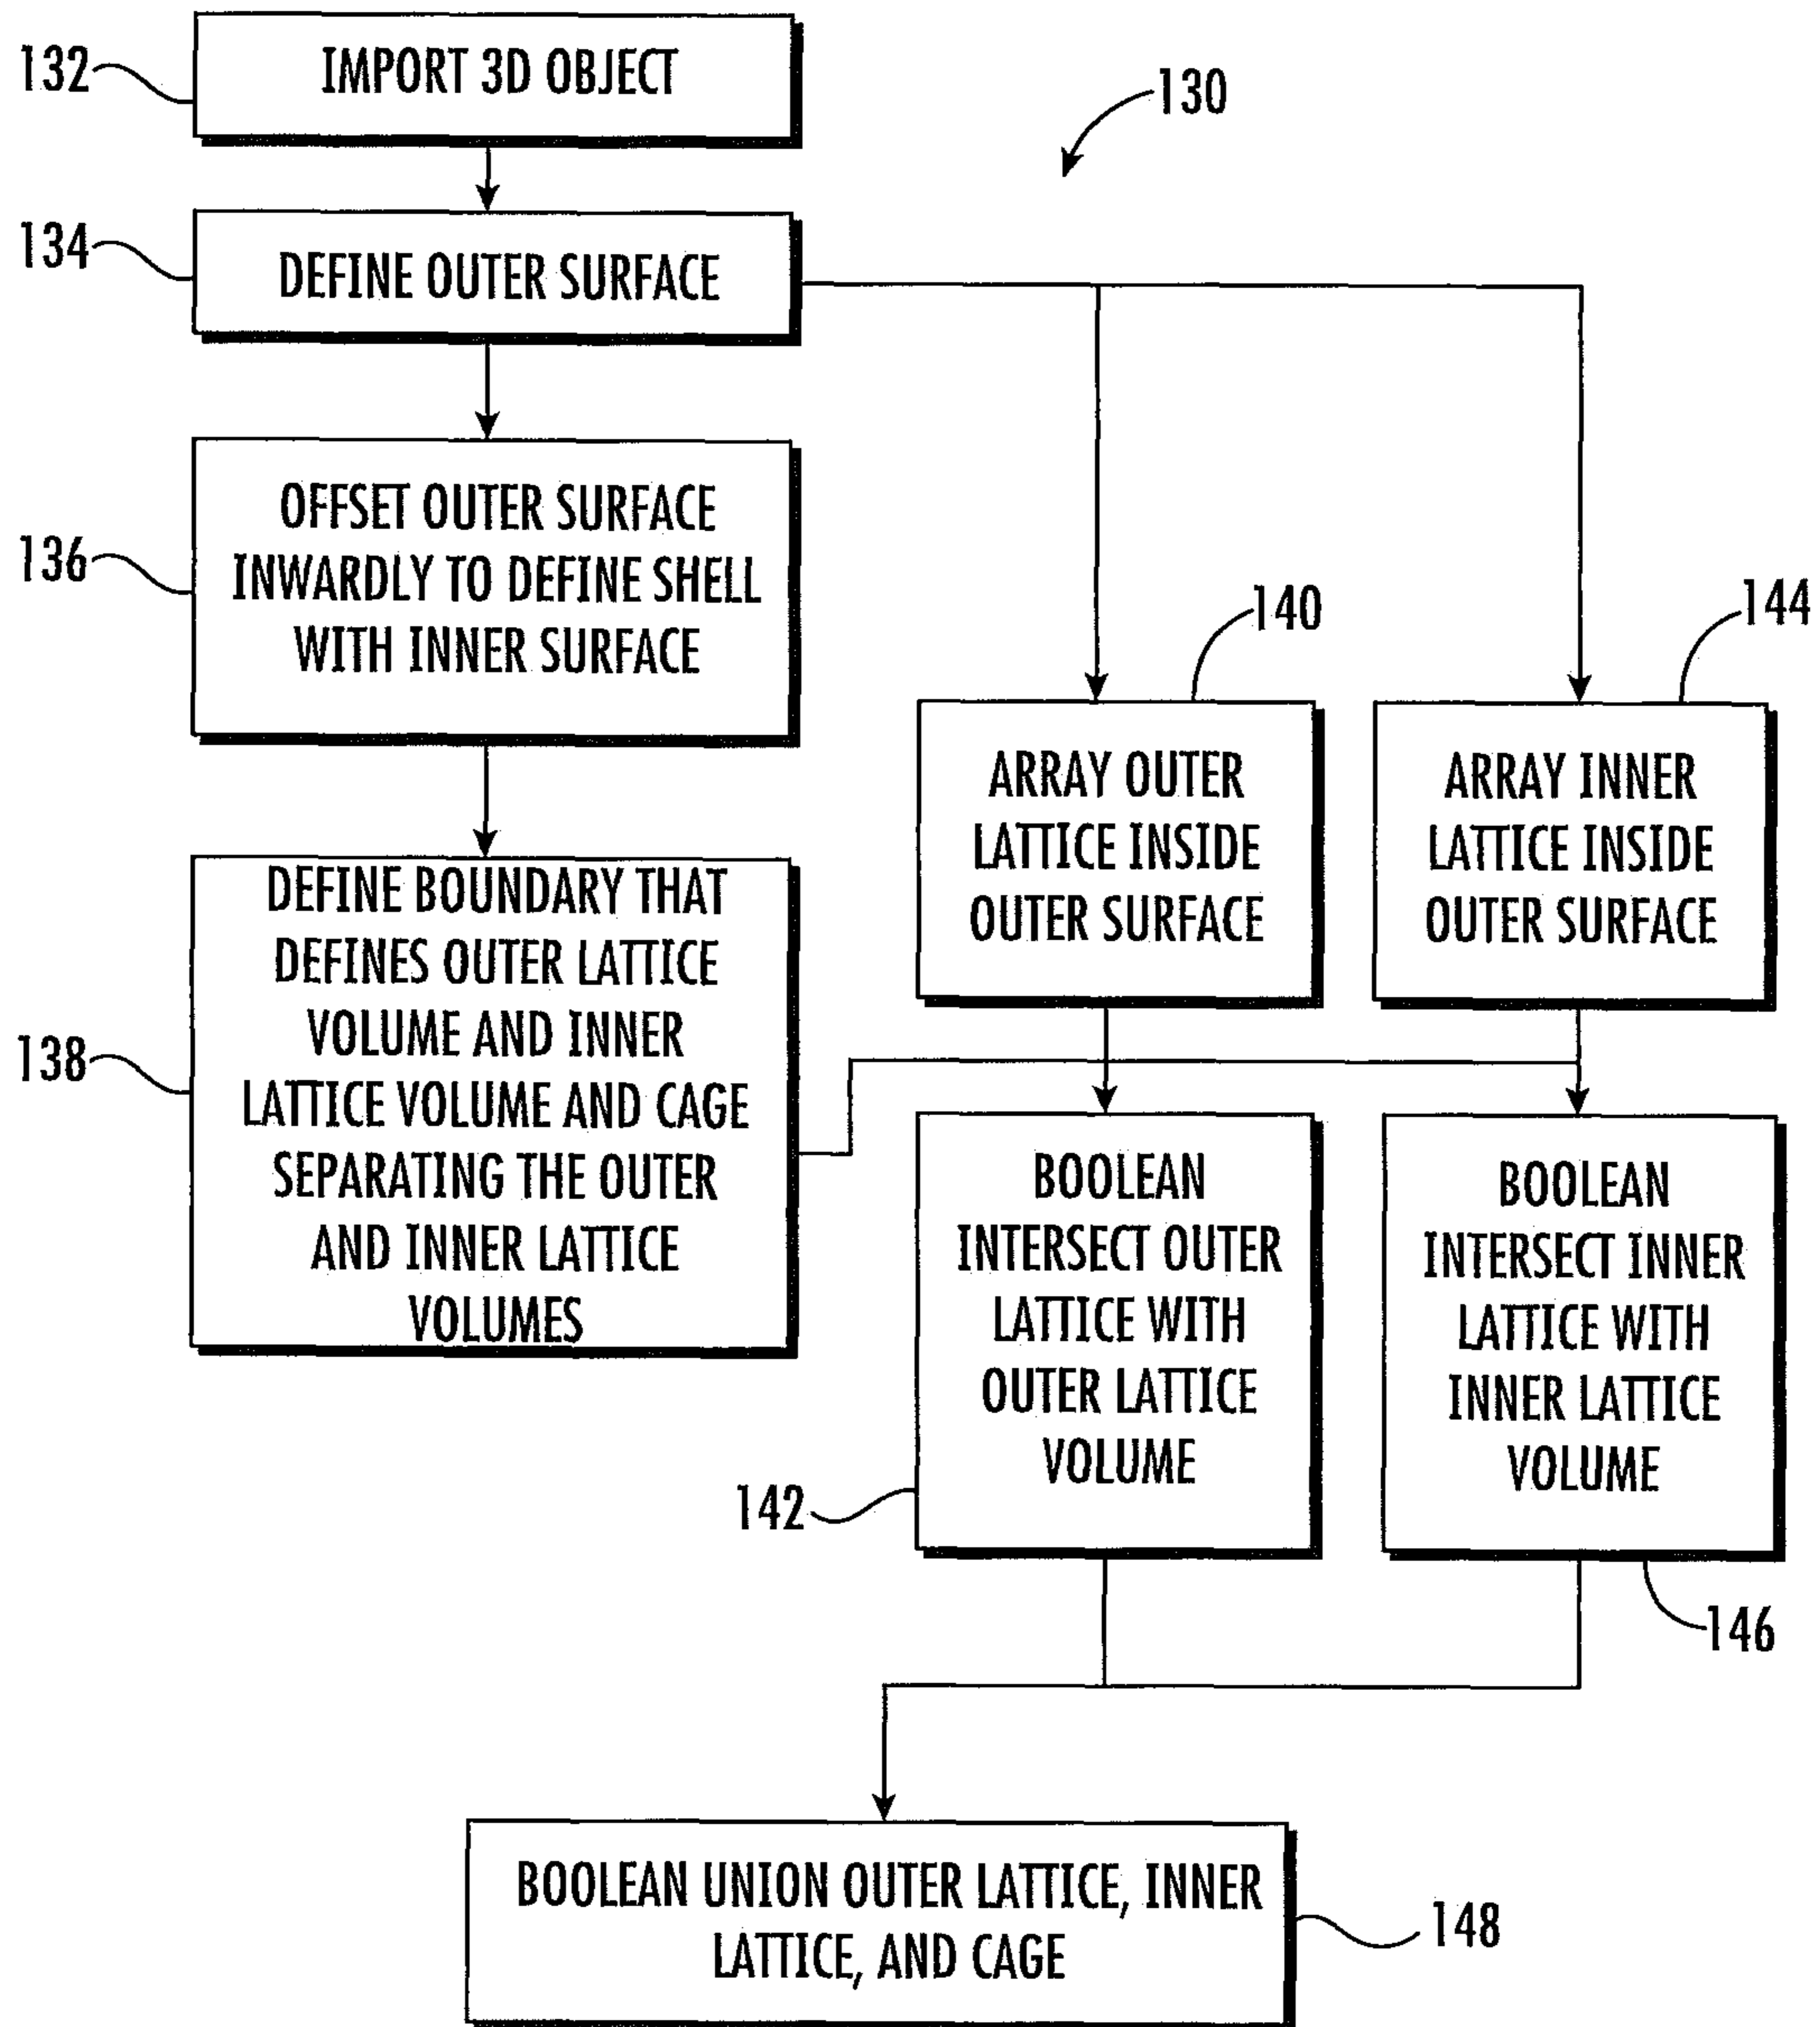 132
IMPORT 3D OBJECT
130
134
DEFINE OUTER SURFACE
136
OFFSET OUTER SURFACE
INWARDLY TO DEFINE SHELL
WITH INNER SURFACE
140
144
ARRAY OUTER
LATTICE INSIDE
OUTER SURFACE
ARRAY INNER
LATTICE INSIDE
OUTER SURFACE
138
DEFINE BOUNDARY THAT
DEFINES OUTER LATTICE
VOLUME AND INNER
LATTICE VOLUME AND CAGE
SEPARATING THE OUTER
AND INNER LATTICE
VOLUMES
142
BOOLEAN
INTERSECT OUTER
LATTICE WITH
OUTER LATTICE
VOLUME
BOOLEAN
INTERSECT INNER
LATTICE WITH
INNER LATTICE
VOLUME
146
BOOLEAN UNION OUTER LATTICE, INNER
LATTICE, AND CAGE
148